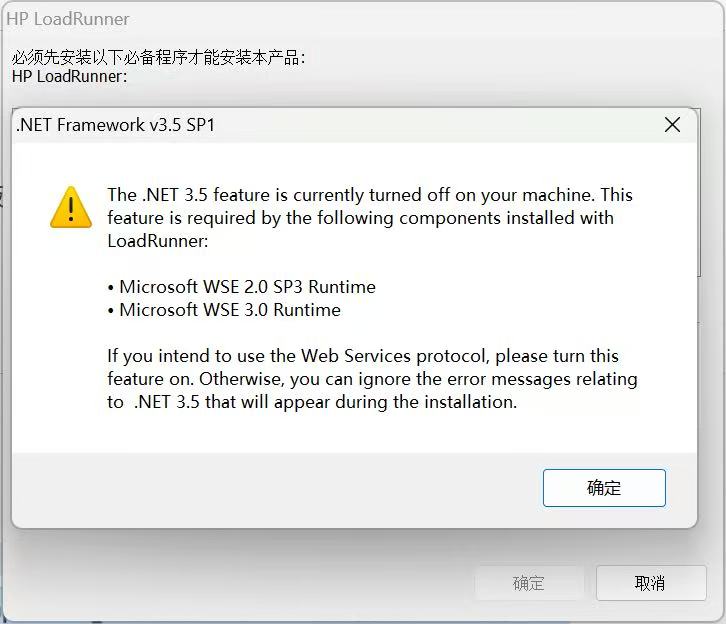 HP LoadRunner
必须先安装以下必备程序才能安装本产品：
HP LoadRunner:
.NET Framework v3.5 SP1
The .NET 3.5 feature is currently turned off on your machine. This
feature is required by the following components installed with
LoadRunner:
• Microsoft WSE 2.0 SP3 Runtime
• Microsoft WSE 3.0 Runtime
If you intend to use the Web Services protocol, please turn this
feature on. Otherwise, you can ignore the error messages relating
to  .NET 3.5 that will appear during the installation.
确定
确定
取消